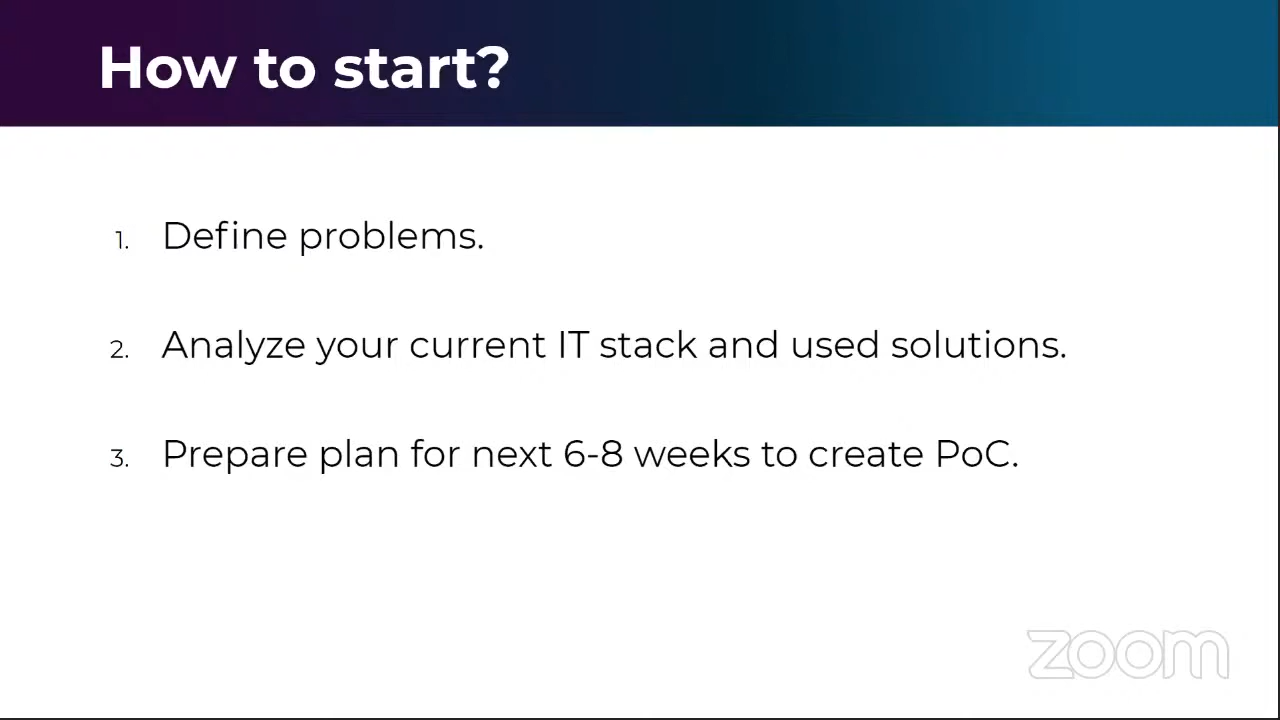 How to start?
1. Define problems.
2. Analyze your current IT stack and used solutions.
3. Prepare plan for next 6-8 weeks to create PoC.
zoom